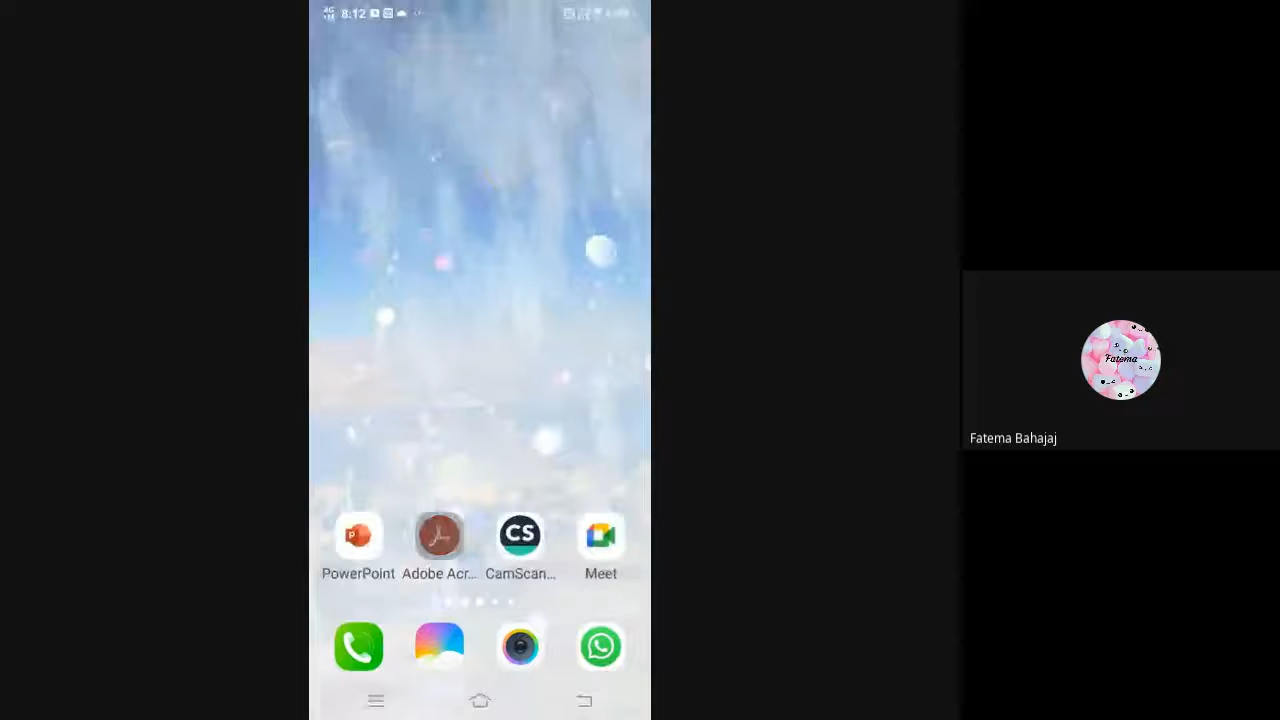 8:12
PowerPoint
Adobe Acr...
CamScan...
Meet
CS
Fatema
Fatema Bahajaj